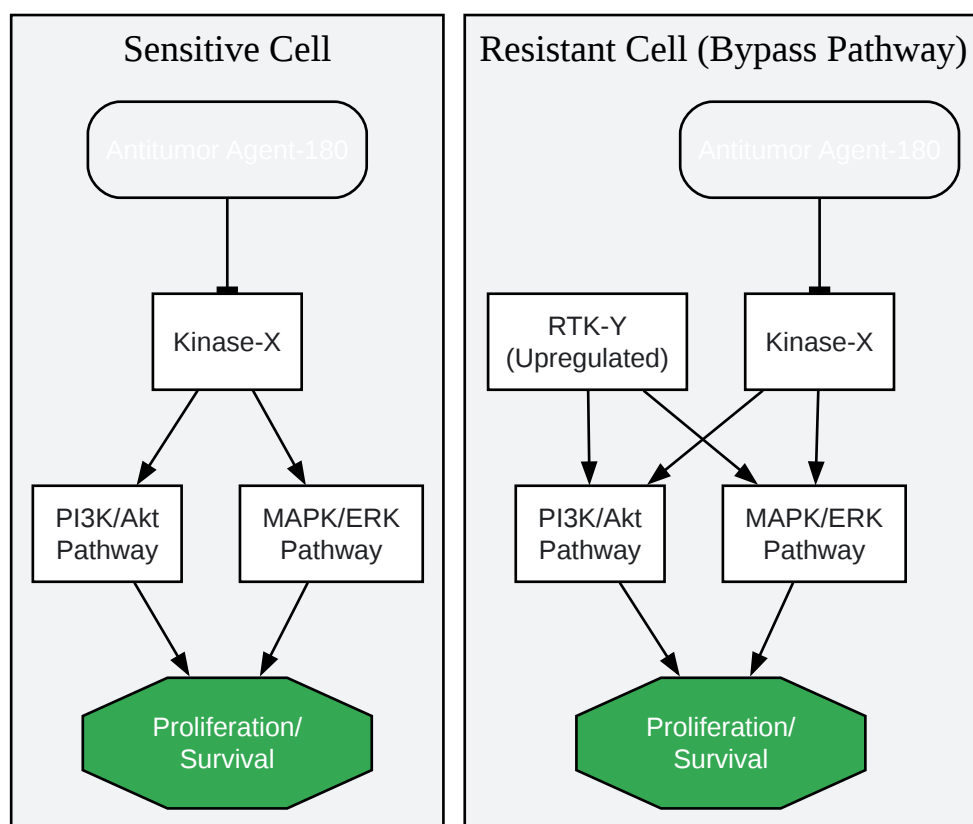 Sensitive Cell
Antitumor Agent-180
Kinase-X
PI3K/Akt
Pathway
MAPK/ERK
Pathway
Proliferation/
Survival
Resistant Cell (Bypass Pathway)
Antitumor Agent-180
RTK-Y
(Upregulated)
Kinase-X
PI3K/Akt
Pathway
MAPK/ERK
Pathway
Proliferation/
Survival